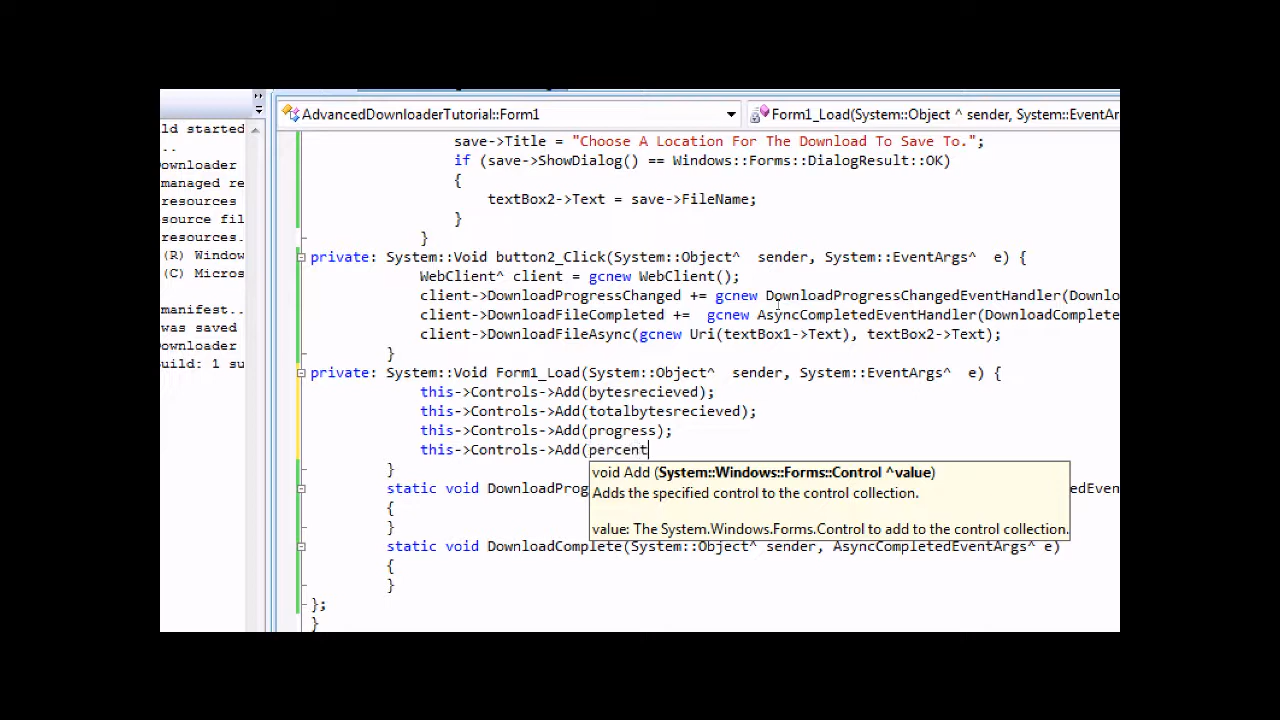 AdvancedDownloaderTutorial::Form1
Form1_Load(System::Object ^ sender, System::EventAr
ld started
..
ownloader
managed re
resources
source fil
resources.
(R) Window
(C) Micros
manifest..
was saved
ownloader
uild: 1 su
save->Title = "Choose A Location For The Download To Save To.";
if (save->ShowDialog() == Windows::Forms::DialogResult::OK)
{
textBox2->Text = save->FileName;
}
}
private: System::Void button2_Click(System::Object^ sender, System::EventArgs^ e) {
WebClient^ client = gcnew WebClient();
client->DownloadProgressChanged += gcnew DownloadProgressChangedEventHandler(Downlo
client->DownloadFileCompleted += gcnew AsyncCompletedEventHandler(DownloadComplete
client->DownloadFileAsync(gcnew Uri(textBox1->Text), textBox2->Text);
}
private: System::Void Form1_Load(System::Object^ sender, System::EventArgs^ e) {
this->Controls->Add(bytesrecieved);
this->Controls->Add(totalbytesrecieved);
this->Controls->Add(progress);
this->Controls->Add(percent
}
void Add (System::Windows::Forms::Control ^value)
Adds the specified control to the control collection.
value: The System.Windows.Forms.Control to add to the control collection.
static void DownloadProg edEven
{
}
static void DownloadComplete(System::Object^ sender, AsyncCompletedEventArgs^ e)
{
}
};
}